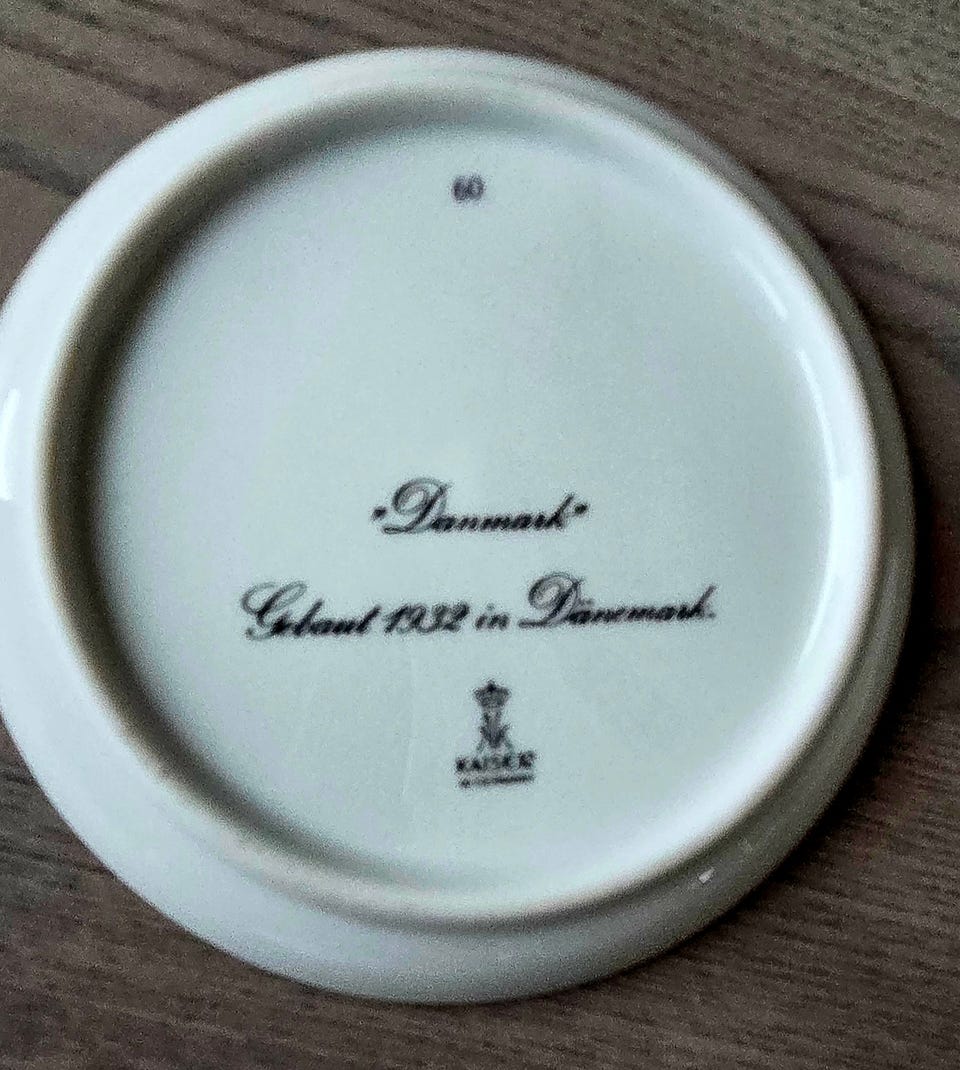 60
"Danmark"
Gebaut 1932 in Dänemark.
KAISER